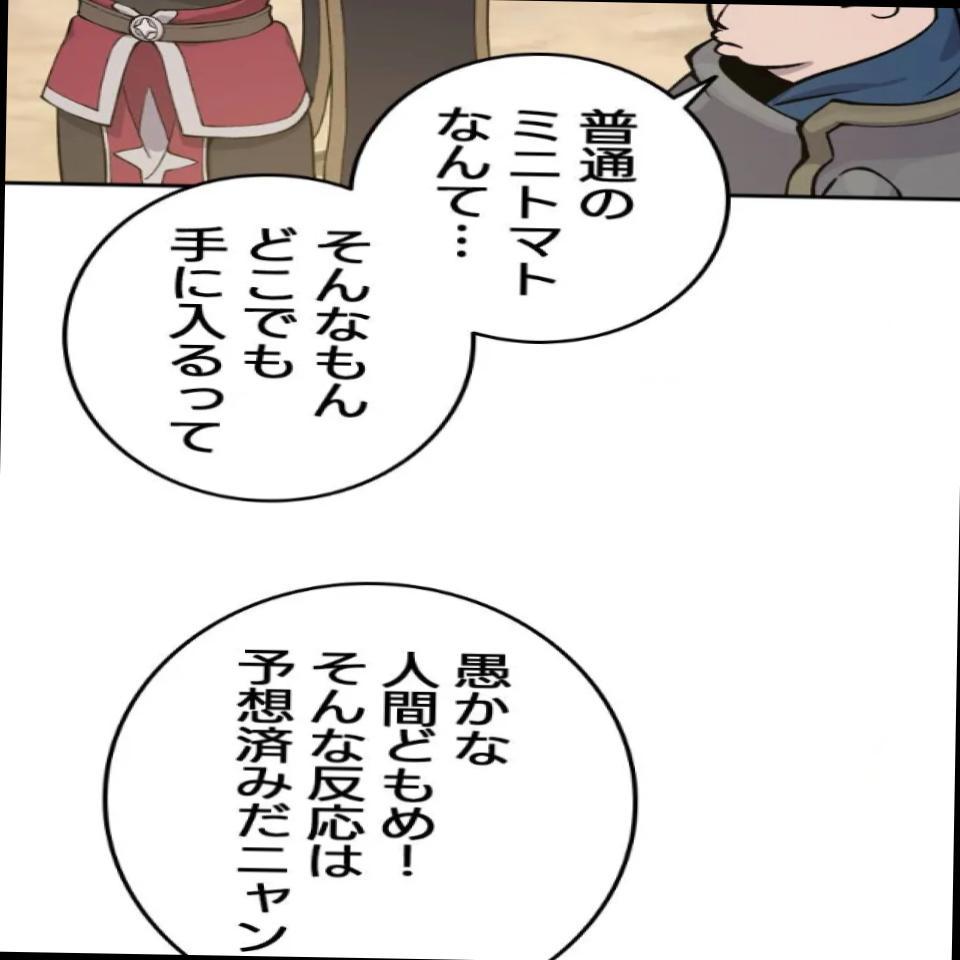 普通の
ミニトマト
なんて…
そんなもん
どこでも
手に入るって
愚かな
人間どもめ！
そんな反応は
予想済みだニャン